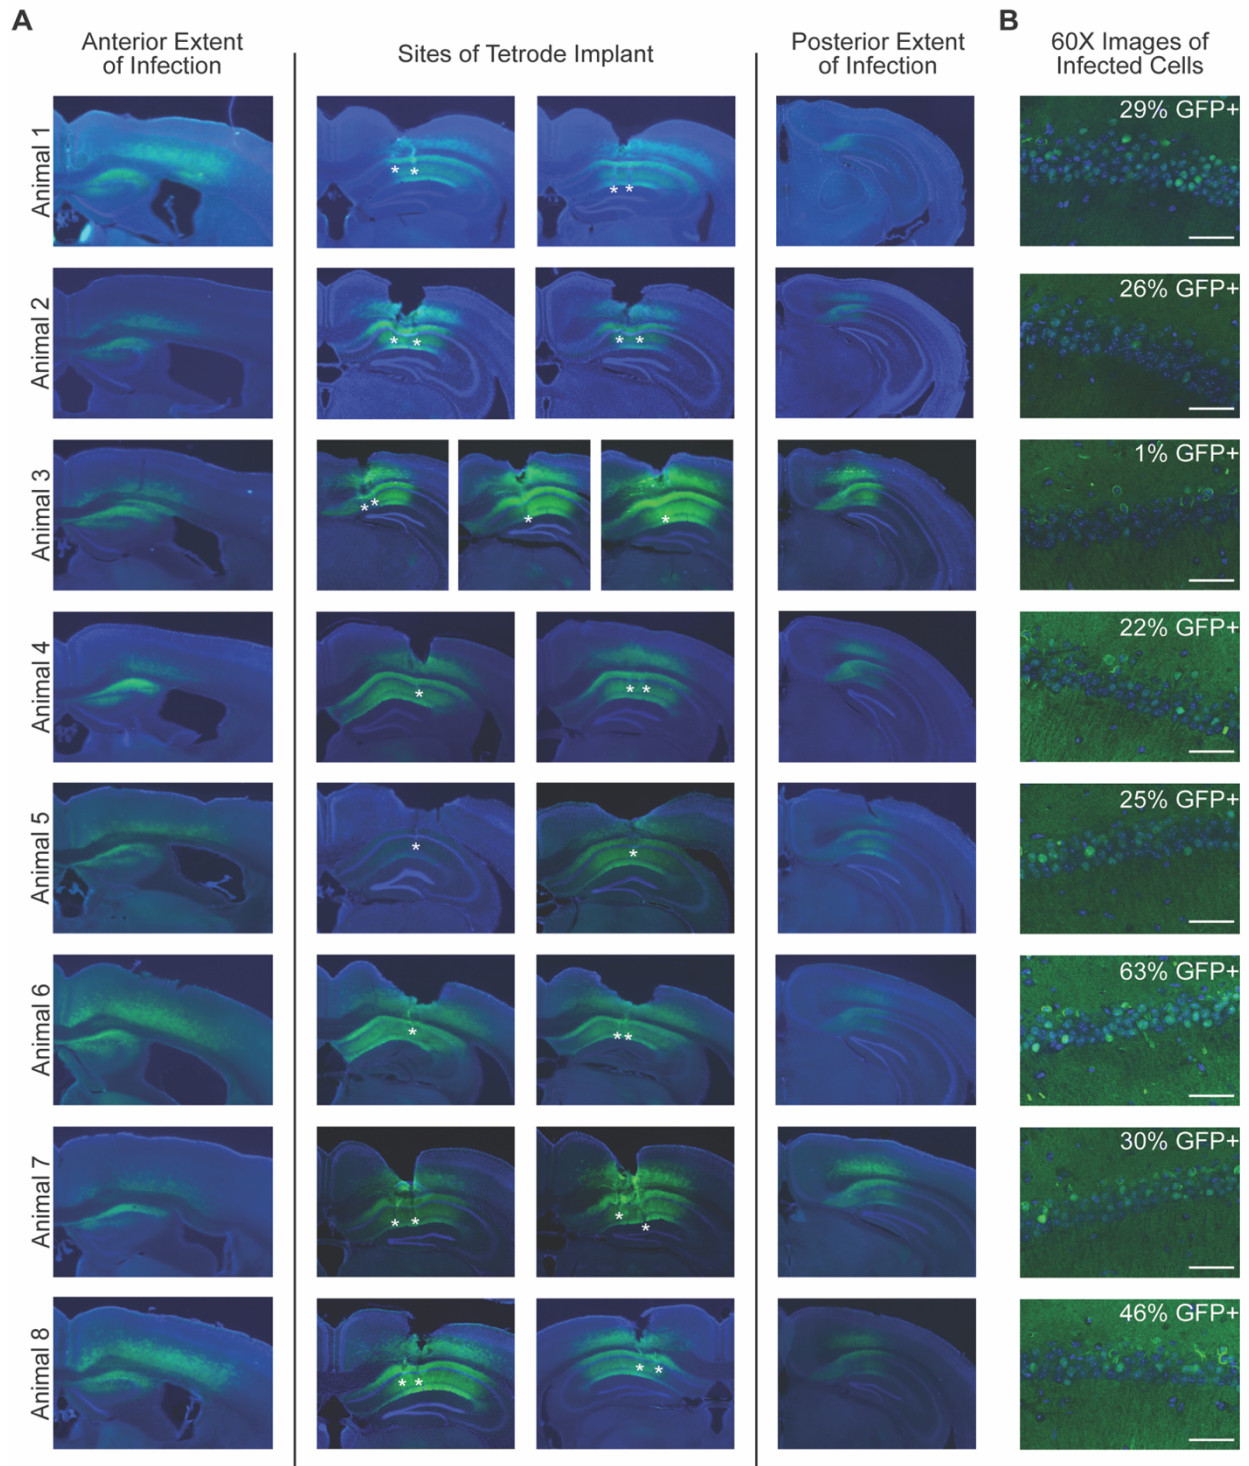 A
B
Anterior Extent
of Infection
Sites of Tetrode Implant
Posterior Extent
of Infection
60X Images of
Infected Cells
Animal 1
* *
* *
29% GFP+
Animal 2
* *
* *
26% GFP+
Animal 3
* *
*
*
1% GFP+
Animal 4
*
* *
22% GFP+
Animal 5
*
*
25% GFP+
Animal 6
*
**
63% GFP+
Animal 7
* *
* *
30% GFP+
Animal 8
* *
* *
46% GFP+